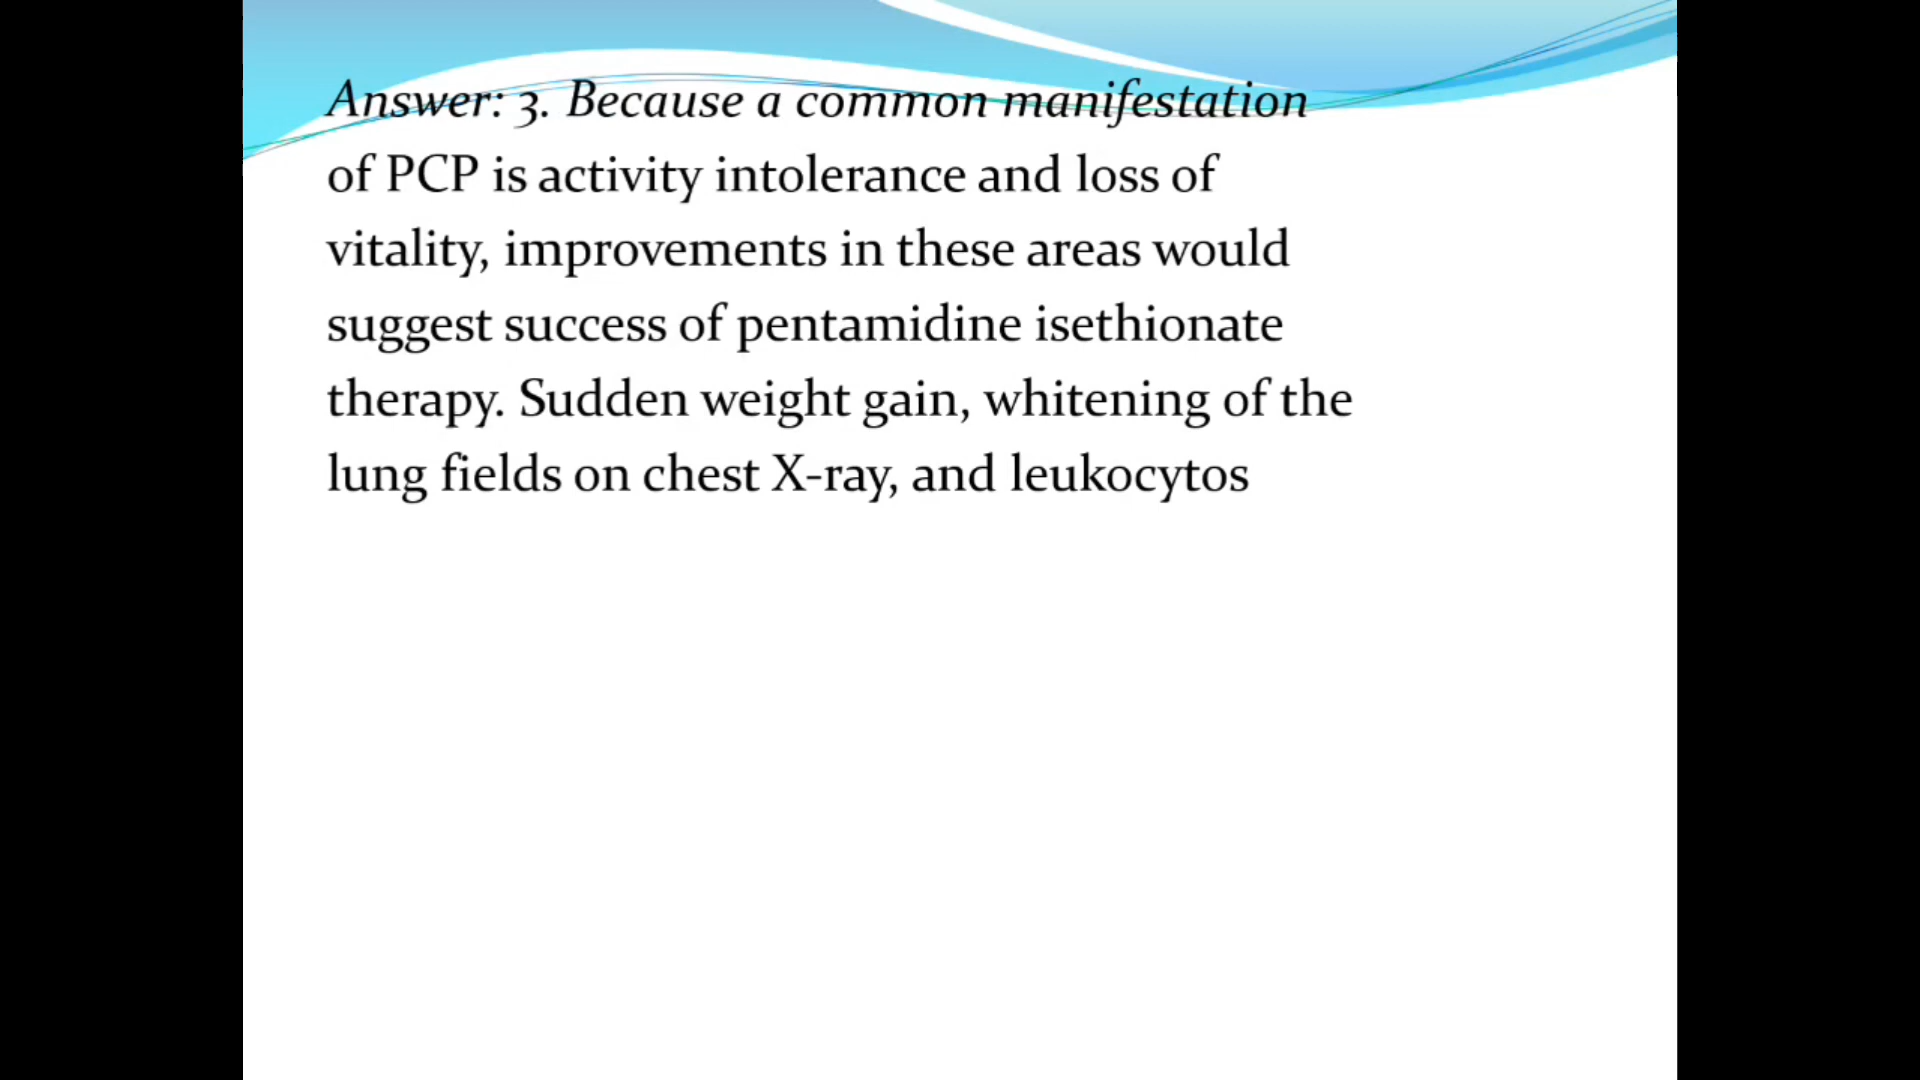 Answer: 3. Because a common manifestation
of PCP is activity intolerance and loss of
vitality, improvements in these areas would
suggest success of pentamidine isethionate
therapy. Sudden weight gain, whitening of the
lung fields on chest X-ray, and leukocytos